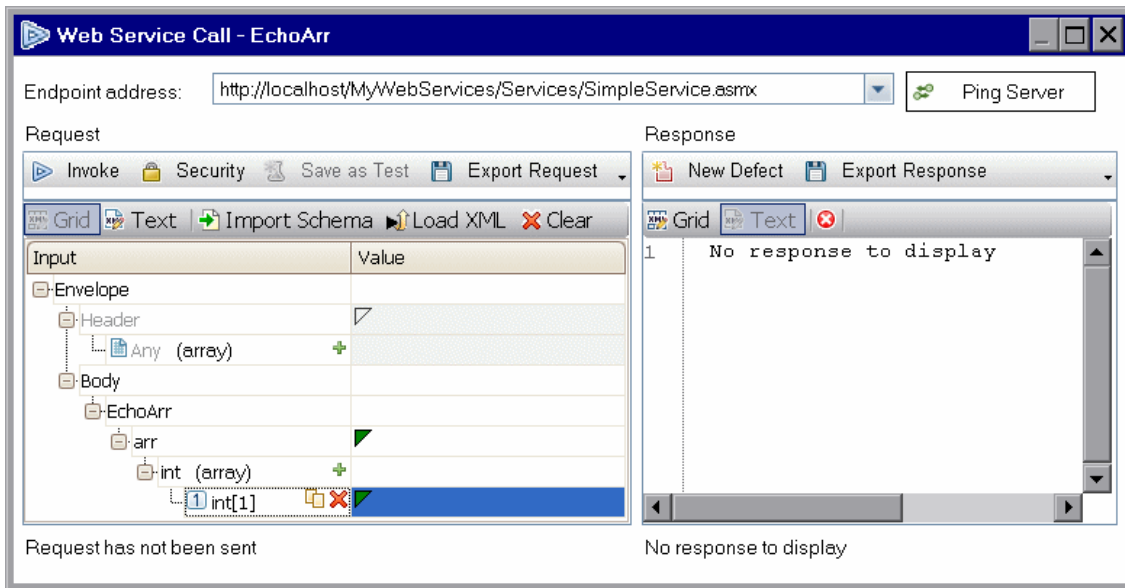 Web Service Call - EchoArr
Endpoint address: http://localhost/MyWebServices/Services/SimpleService.asmx Ping Server
Request
Invoke Security Save as Test Export Request
Grid Text Import Schema Load XML Clear
Input Value
Envelope
Header
Any (array)
Body
EchoArr
arr
int (array)
1 int[1]
Request has not been sent
Response
New Defect Export Response
Grid Text
1 No response to display
No response to display